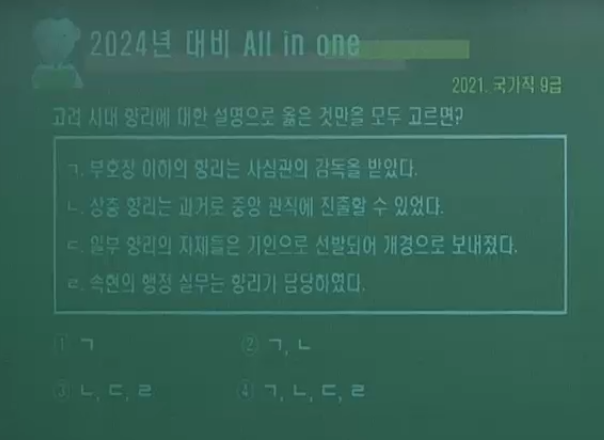 2024년 대비 All in one
2021. 국가직 9급
고려 시대 향리에 대한 설명으로 옳은 것만을 모두 고르면?
ㄱ. 부호장 이하의 향리는 사심관의 감독을 받았다.
ㄴ. 상층 향리는 과거로 중앙 관직에 진출할 수 있었다.
ㄷ. 일부 향리의 자제들은 기인으로 선발되어 개경으로 보내졌다.
ㄹ. 속현의 행정 실무는 향리가 담당하였다.
① ㄱ ② ㄱ, ㄴ
③ ㄴ, ㄷ, ㄹ ④ ㄱ, ㄴ, ㄷ, ㄹ